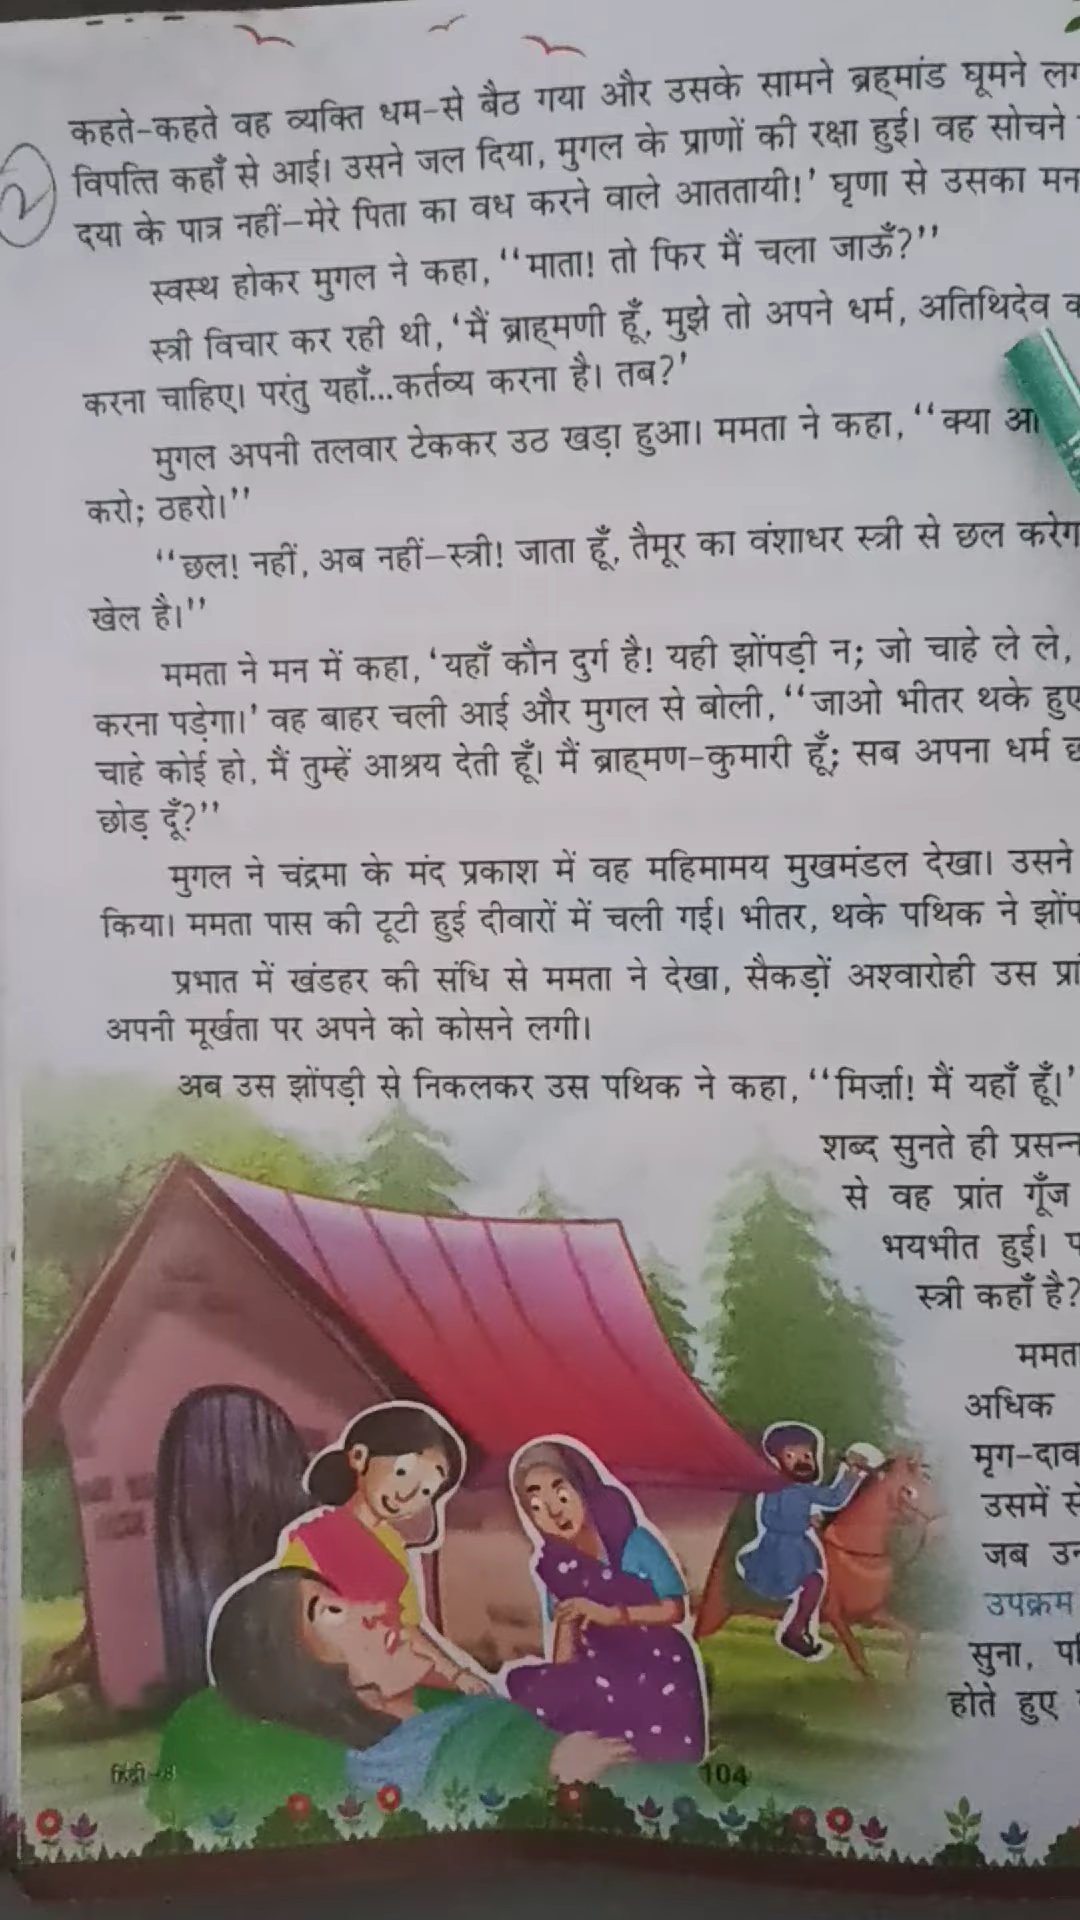 कहते-कहते वह व्यक्ति धम-से बैठ गया और उसके सामने ब्रह्मांड घूमने
विपत्ति कहाँ से आई। उसने जल दिया, मुगल के प्राणों की रक्षा हुई। वह सोचने
दया के पात्र नहीं–मेरे पिता का वध करने वाले आततायी!’ घृणा से उसका मन
स्वस्थ होकर मुगल ने कहा, “माता! तो फिर मैं चला जाऊँ?”
स्त्री विचार कर रही थी, ‘मैं ब्राह्मणी हूँ, मुझे तो अपने धर्म, अतिथिदेव
करना चाहिए। परंतु यहाँ...कर्तव्य करना है। तब?’
मुगल अपनी तलवार टेककर उठ खड़ा हुआ। ममता ने कहा, “क्या
करो; ठहरो।”
“छल! नहीं, अब नहीं–स्त्री! जाता हूँ, तैमूर का वंशाधर स्त्री से छल
खेल है।”
ममता ने मन में कहा, ‘यहाँ कौन दुर्ग है! यही झोंपड़ी न; जो चाहे ले ले,
करना पड़ेगा।’ वह बाहर चली आई और मुगल से बोली, “जाओ भीतर थके
चाहे कोई हो, मैं तुम्हें आश्रय देती हूँ। मैं ब्राह्मण-कुमारी हूँ; सब अपना धर्म
छोड़ दूँ?”
मुगल ने चंद्रमा के मंद प्रकाश में वह महिमामय मुखमंडल देखा। उसने
किया। ममता पास की टूटी हुई दीवारों में चली गई। भीतर, थके पथिक ने
प्रभात में खंडहर की संधि से ममता ने देखा, सैकड़ों अश्वारोही उस
अपनी मूर्खता पर अपने को कोसने लगी।
अब उस झोंपड़ी से निकलकर उस पथिक ने कहा, “मिर्ज़ा! मैं यहाँ हूँ।’
शब्द सुनते ही प्रसन्न
से वह प्रांत गूँज
भयभीत हुई।
स्त्री कहाँ है?
अधिक
उसमें
जब
उपक्रम
सुना,
होते हुए
हिंदी-8
104
2